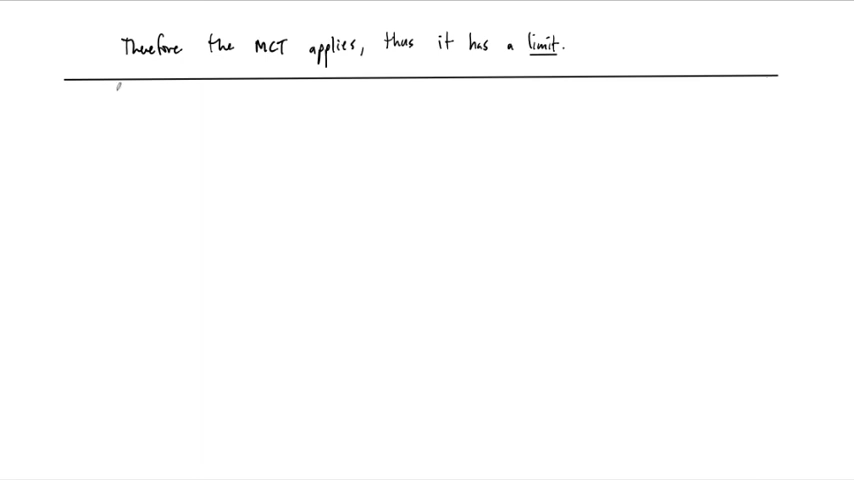 Therefore the MCT applies, thus it has a limit.